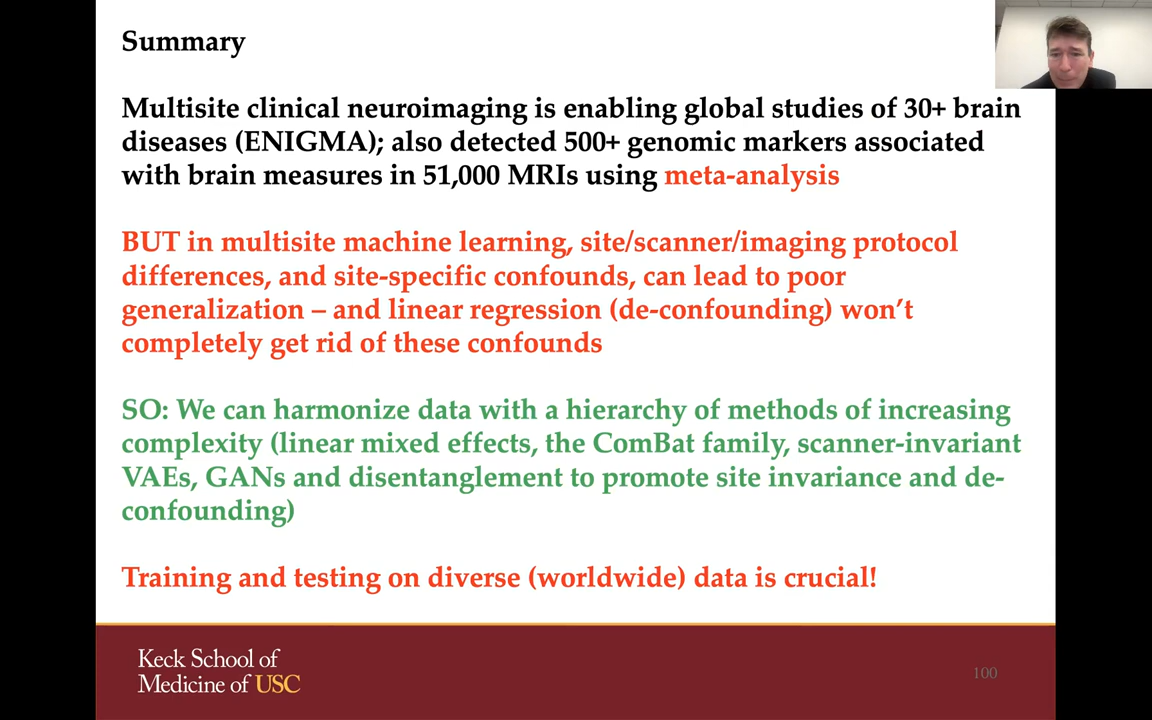 Summary
Multisite clinical neuroimaging is enabling global studies of 30+ brain
diseases (ENIGMA); also detected 500+ genomic markers associated
with brain measures in 51,000 MRIs using meta-analysis
BUT in multisite machine learning, site/scanner/imaging protocol
differences, and site-specific confounds, can lead to poor
generalization – and linear regression (de-confounding) won’t
completely get rid of these confounds
SO: We can harmonize data with a hierarchy of methods of increasing
complexity (linear mixed effects, the ComBat family, scanner-invariant
VAEs, GANs and disentanglement to promote site invariance and de-
confounding)
Training and testing on diverse (worldwide) data is crucial!
Keck School of
Medicine of USC
100